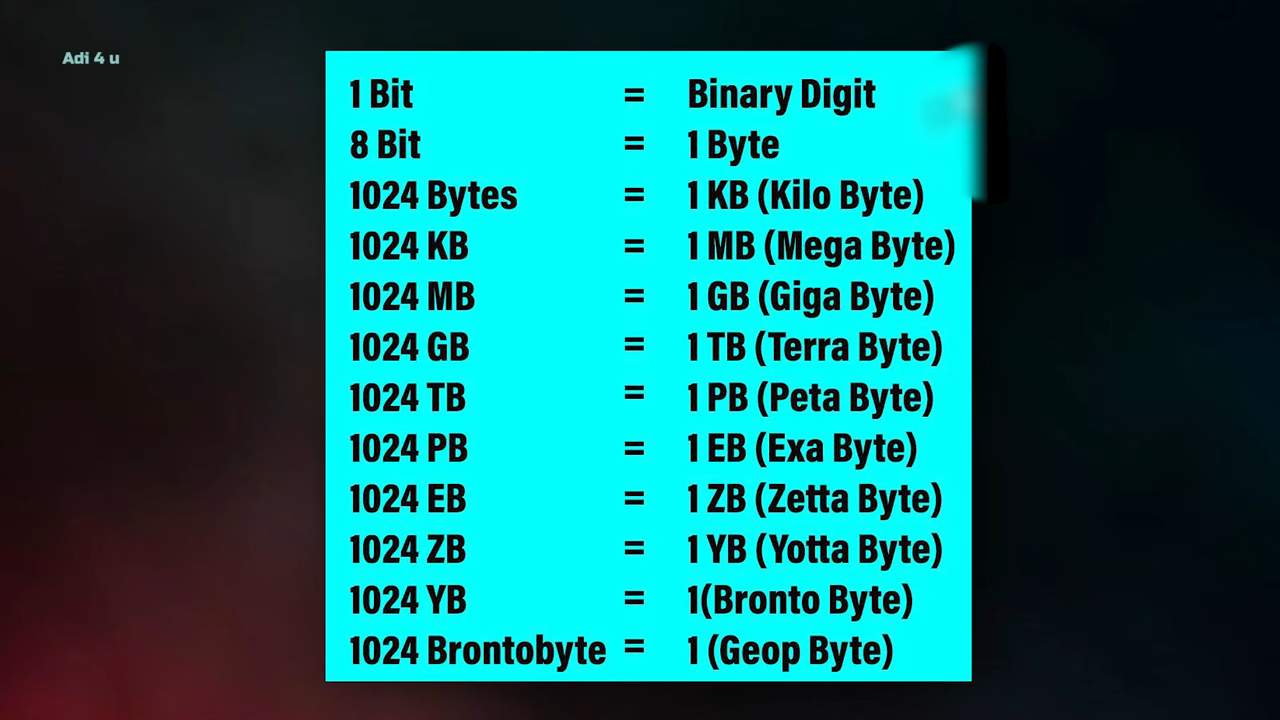 Adi 4 u
1 Bit = Binary Digit
8 Bit = 1 Byte
1024 Bytes = 1 KB (Kilo Byte)
1024 KB = 1 MB (Mega Byte)
1024 MB = 1 GB (Giga Byte)
1024 GB = 1 TB (Terra Byte)
1024 TB = 1 PB (Peta Byte)
1024 PB = 1 EB (Exa Byte)
1024 EB = 1 ZB (Zetta Byte)
1024 ZB = 1 YB (Yotta Byte)
1024 YB = 1(Bronto Byte)
1024 Brontobyte = 1 (Geop Byte)